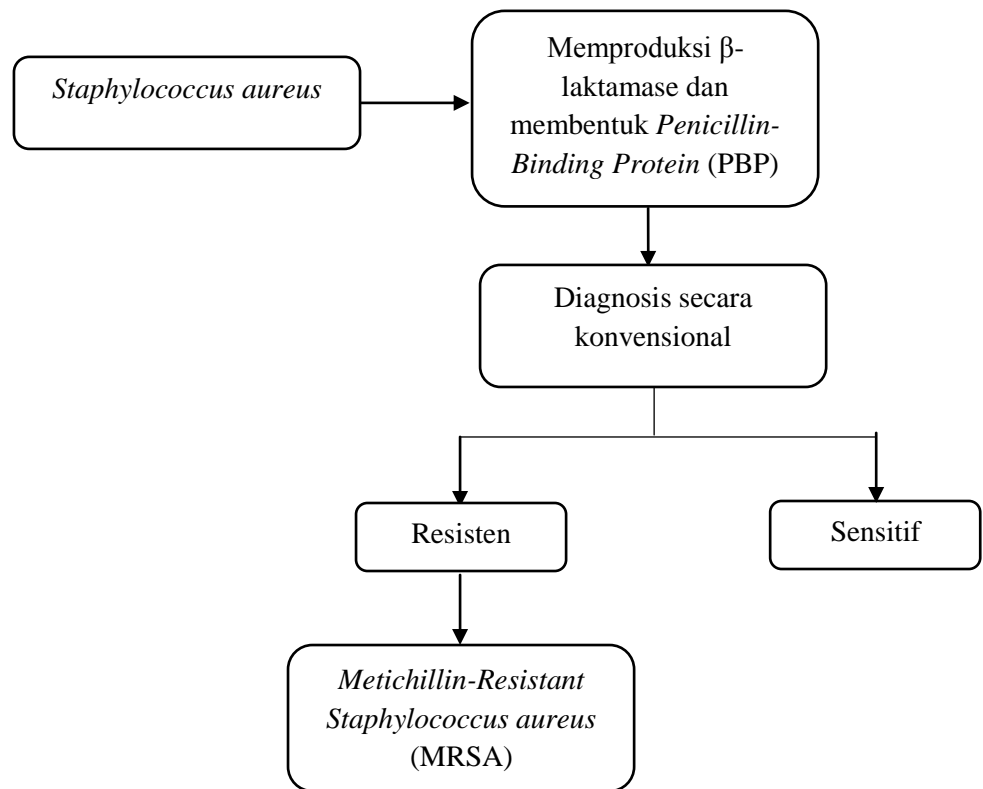 Staphylococcus aureus
Memproduksi β-
laktamase dan
membentuk Penicillin-
Binding Protein (PBP)
Diagnosis secara
konvensional
Resisten
Sensitif
Metichillin-Resistant
Staphylococcus aureus
(MRSA)